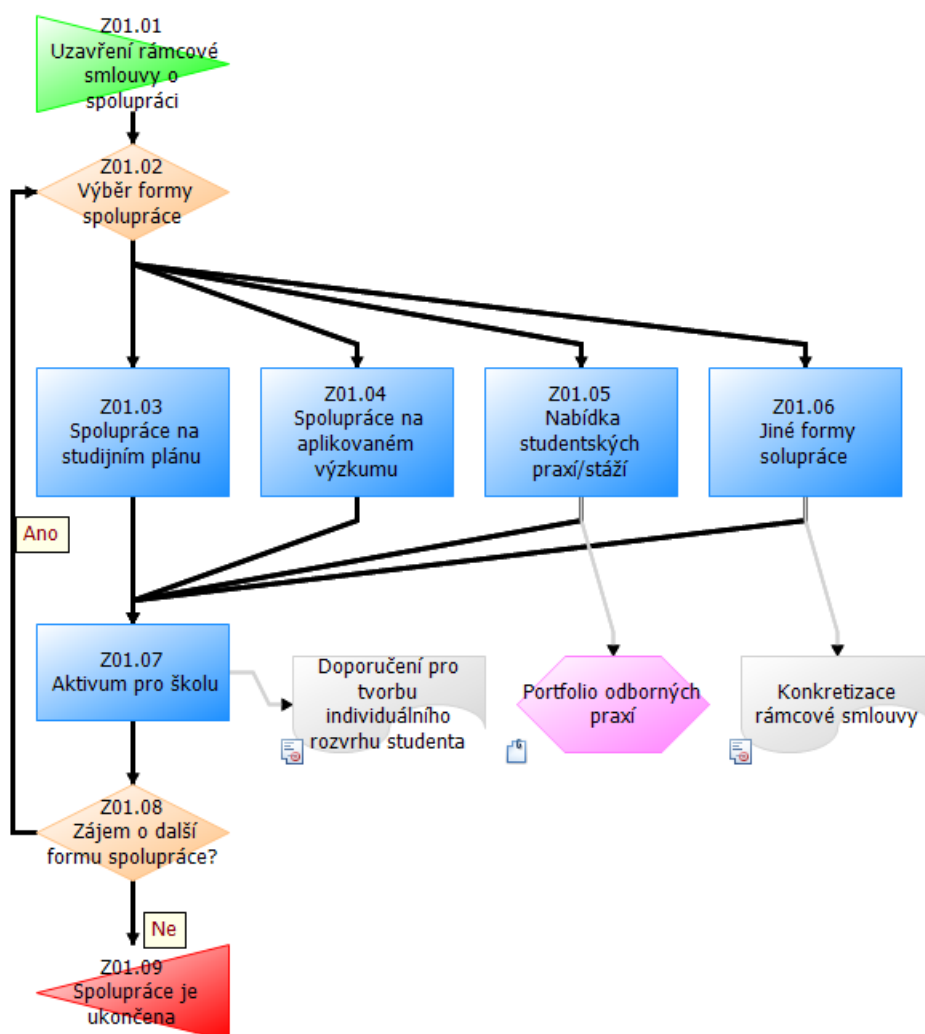 Z01.01
Uzavření rámcové
smlouvy o
spolupráci
Z01.02
Výběr formy
spolupráce
Z01.03
Spolupráce na
studijním plánu
Z01.04
Spolupráce na
aplikovaném
výzkumu
Z01.05
Nabídka
studentských
praxí/stáží
Z01.06
Jiné formy
solupráce
Ano
Z01.07
Aktivum pro školu
Doporučení pro
tvorbu
individuálního
rozvrhu studenta
Portfolio odborných
praxí
Konkretizace
rámcové smlouvy
Z01.08
Zájem o další
formu spolupráce?
Ne
Z01.09
Spolupráce je
ukončena